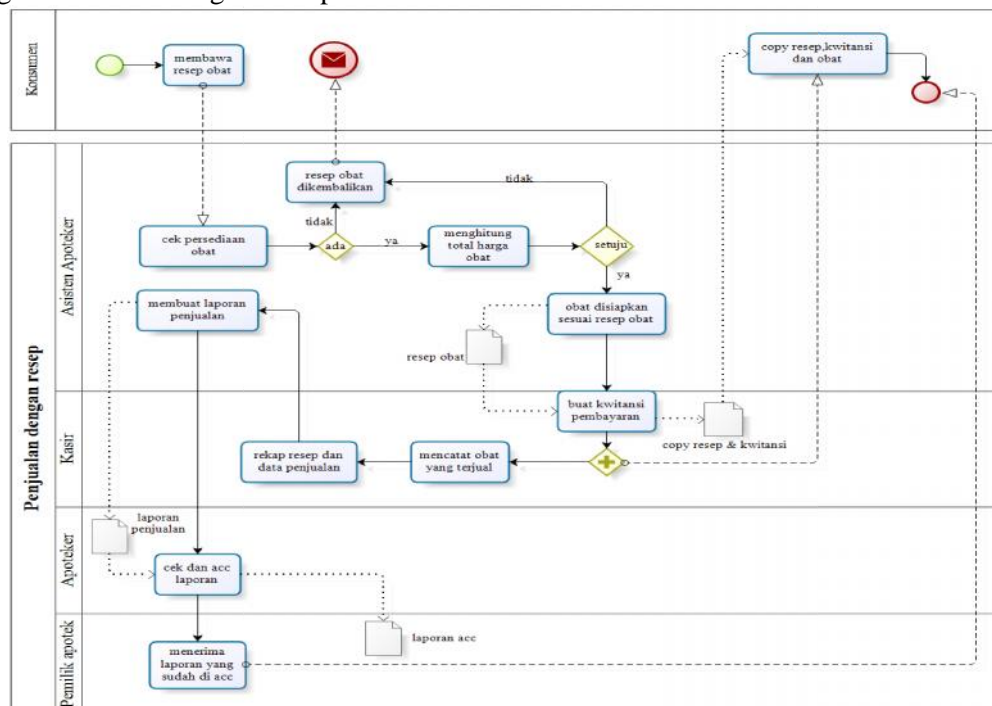 Konsumen
membawa
resep obat
copy resep,kwitansi
dan obat
Penjualan dengan resep
Asisten Apoteker
resep obat
dikembalikan
tidak
tidak
cek persediaan
obat
ada
ya
menghitung
total harga
obat
setuju
ya
membuat laporan
penjualan
obat disiapkan
sesuai resep obat
resep obat
Kasir
buat kwitansi
pembayaran
copy resep & kwitansi
rekap resep dan
data penjualan
mencatat obat
yang terjual
Apoteker
laporan
penjualan
cek dan acc
laporan
laporan acc
Pemilik apotek
menerima
laporan yang
sudah di acc